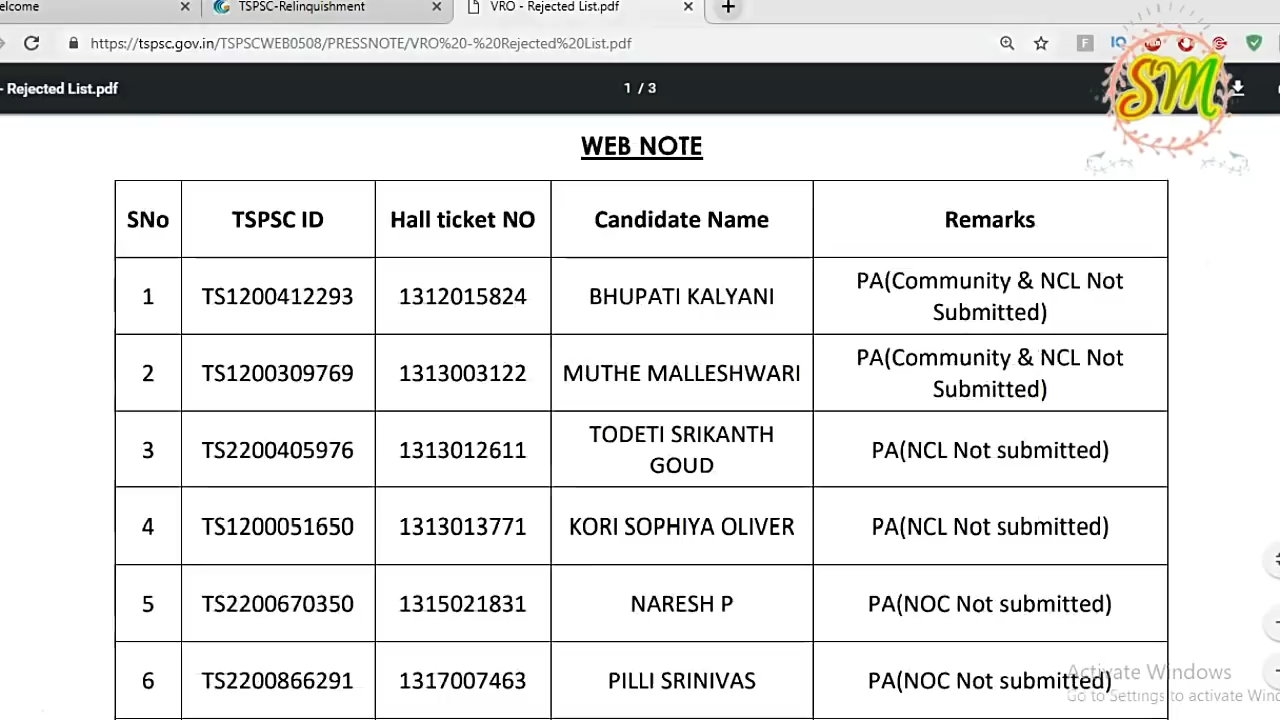 elcome
TSPSC-Relinquishment
VRO - Rejected List.pdf
https://tspsc.gov.in/TSPSCWEB0508/PRESSNOTE/VRO%20-%20Rejected%20List.pdf
- Rejected List.pdf
1 / 3
SM
WEB NOTE
SNo TSPSC ID Hall ticket NO Candidate Name Remarks
1 TS1200412293 1312015824 BHUPATI KALYANI PA(Community & NCL Not
Submitted)
2 TS1200309769 1313003122 MUTHE MALLESHWARI PA(Community & NCL Not
Submitted)
3 TS2200405976 1313012611 TODETI SRIKANTH
GOUD PA(NCL Not submitted)
4 TS1200051650 1313013771 KORI SOPHIYA OLIVER PA(NCL Not submitted)
5 TS2200670350 1315021831 NARESH P PA(NOC Not submitted)
6 TS2200866291 1317007463 PILLI SRINIVAS PA(NOC Not submitted)
Activate Windows
Go to Settings to activate Wind